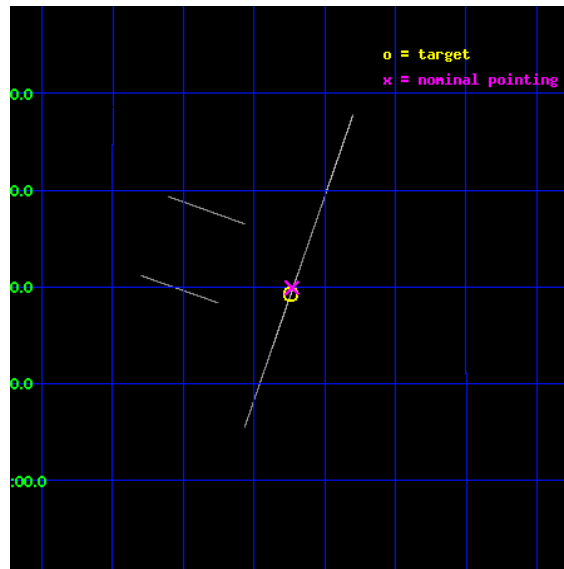 o = target
x = nominal pointing
0.0
0.0
0.0
0.0
:00.0